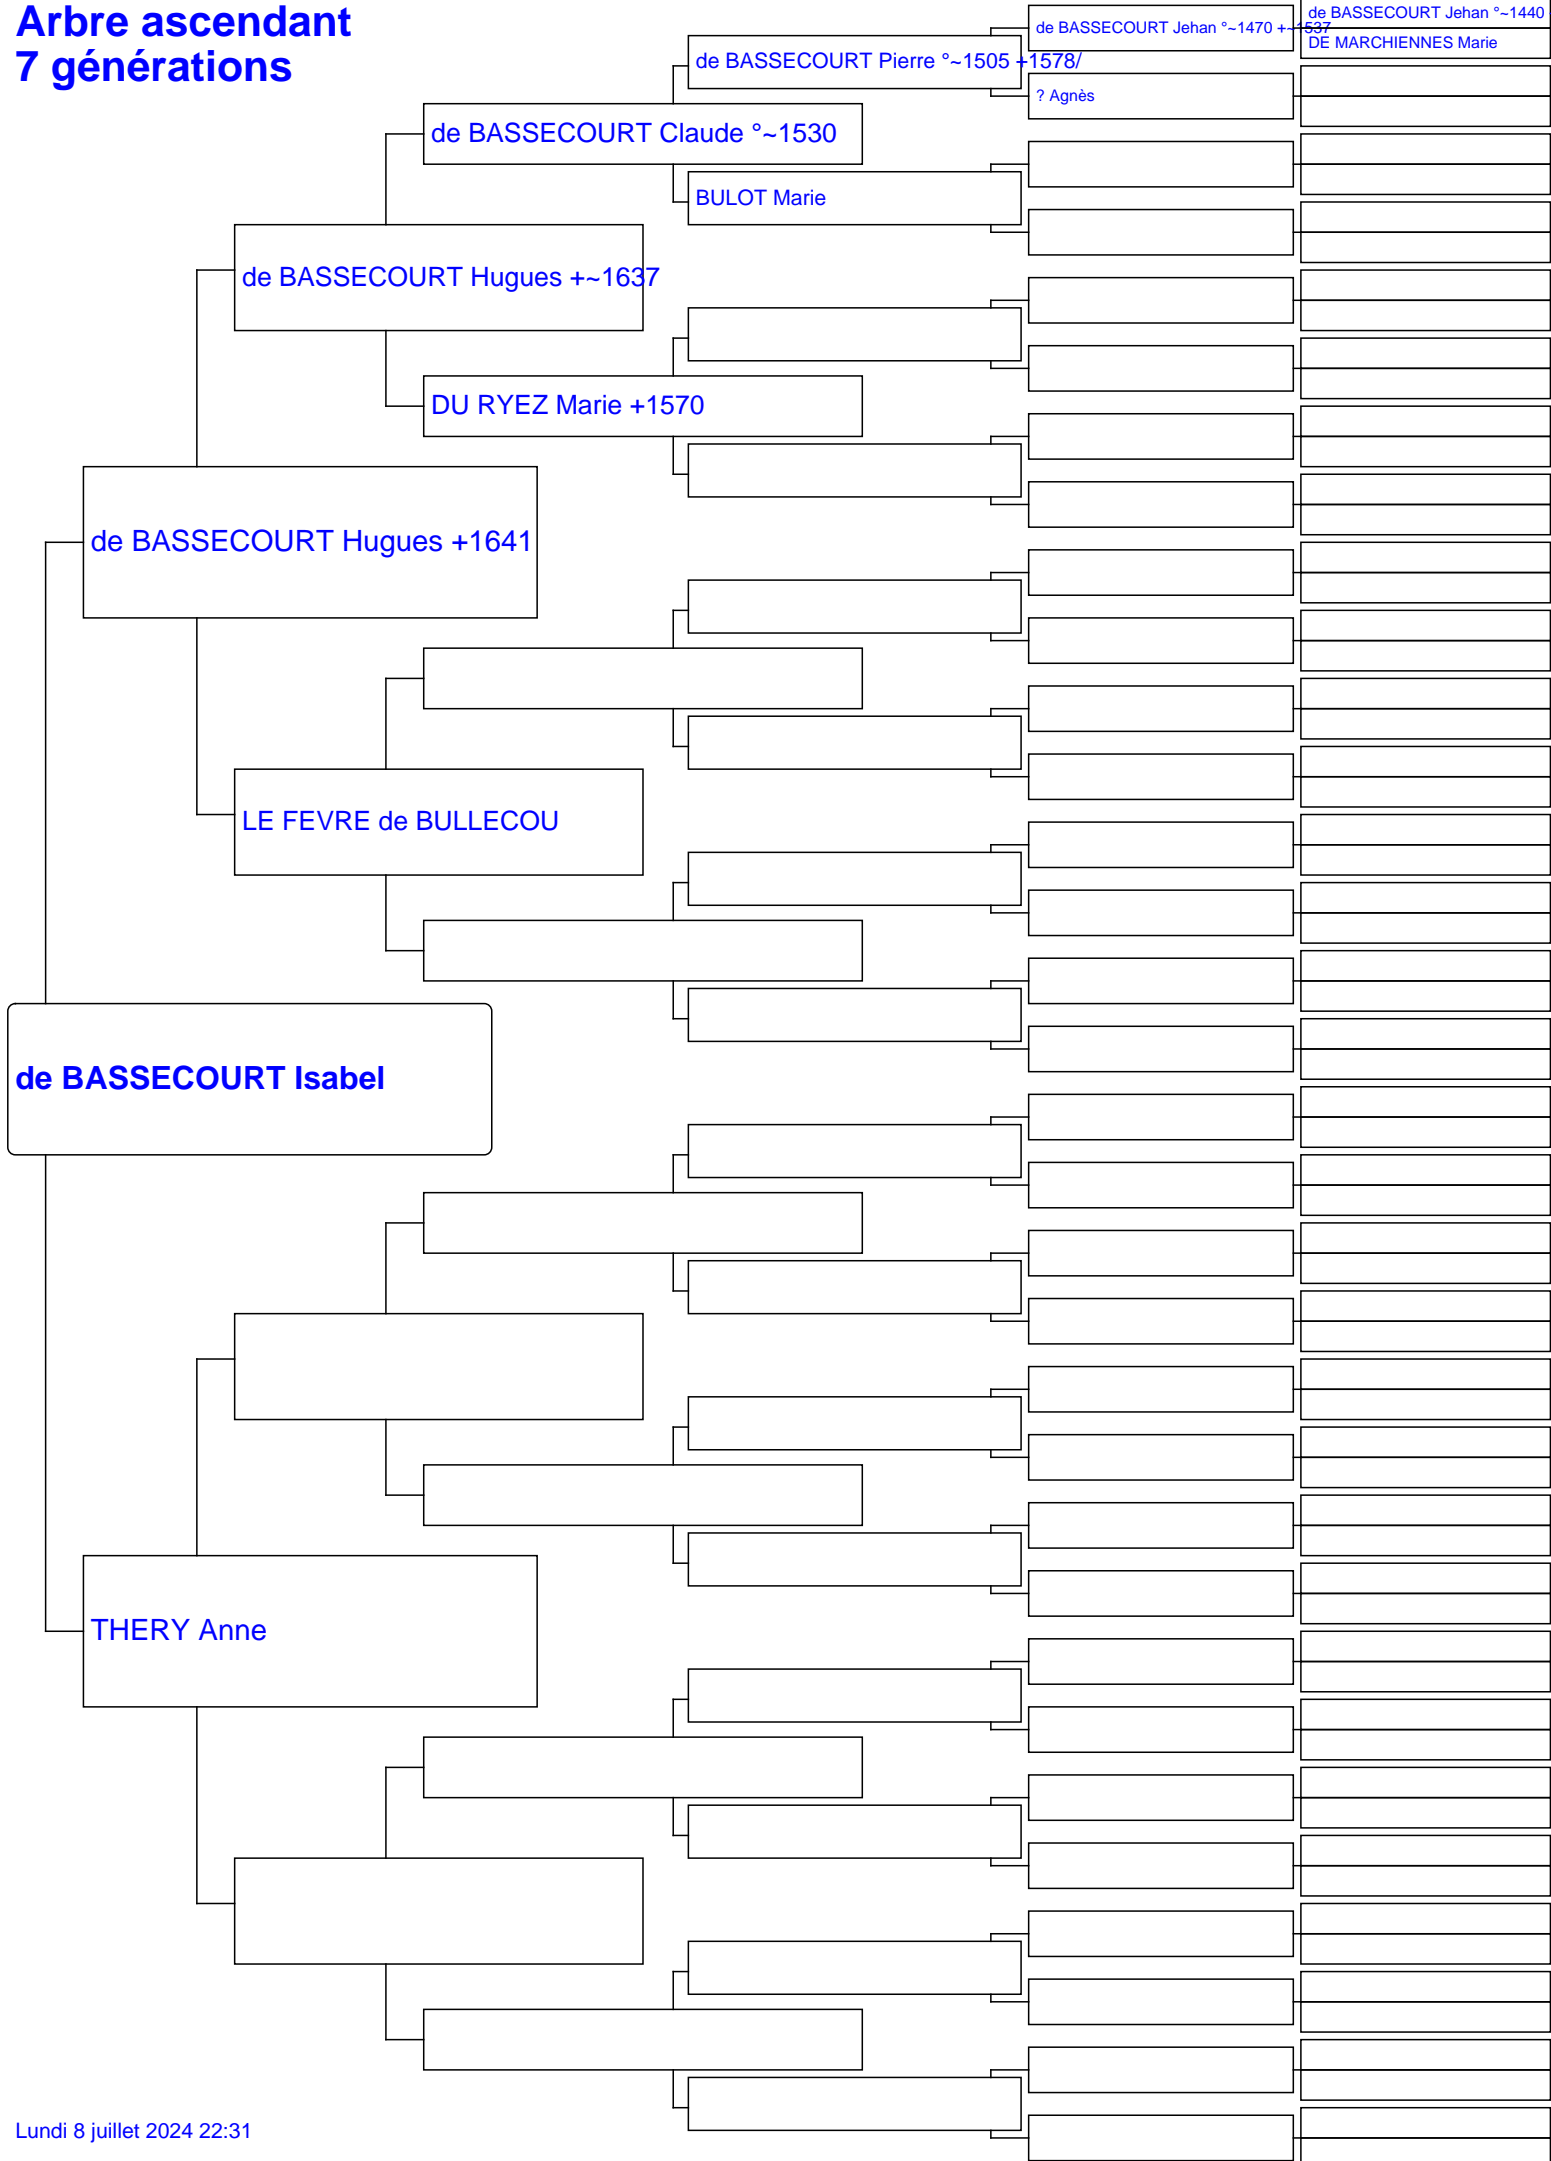 Arbre ascendant
7 générations
de BASSECOURT Jehan °~1440
de BASSECOURT Jehan °~1470 +~1537
DE MARCHIENNES Marie
de BASSECOURT Pierre °~1505 +1578/
? Agnès
de BASSECOURT Claude °~1530
BULOT Marie
de BASSECOURT Hugues +~1637
DU RYEZ Marie +1570
de BASSECOURT Hugues +1641
LE FEVRE de BULLECOU
de BASSECOURT Isabel
THERY Anne
Lundi 8 juillet 2024 22:31